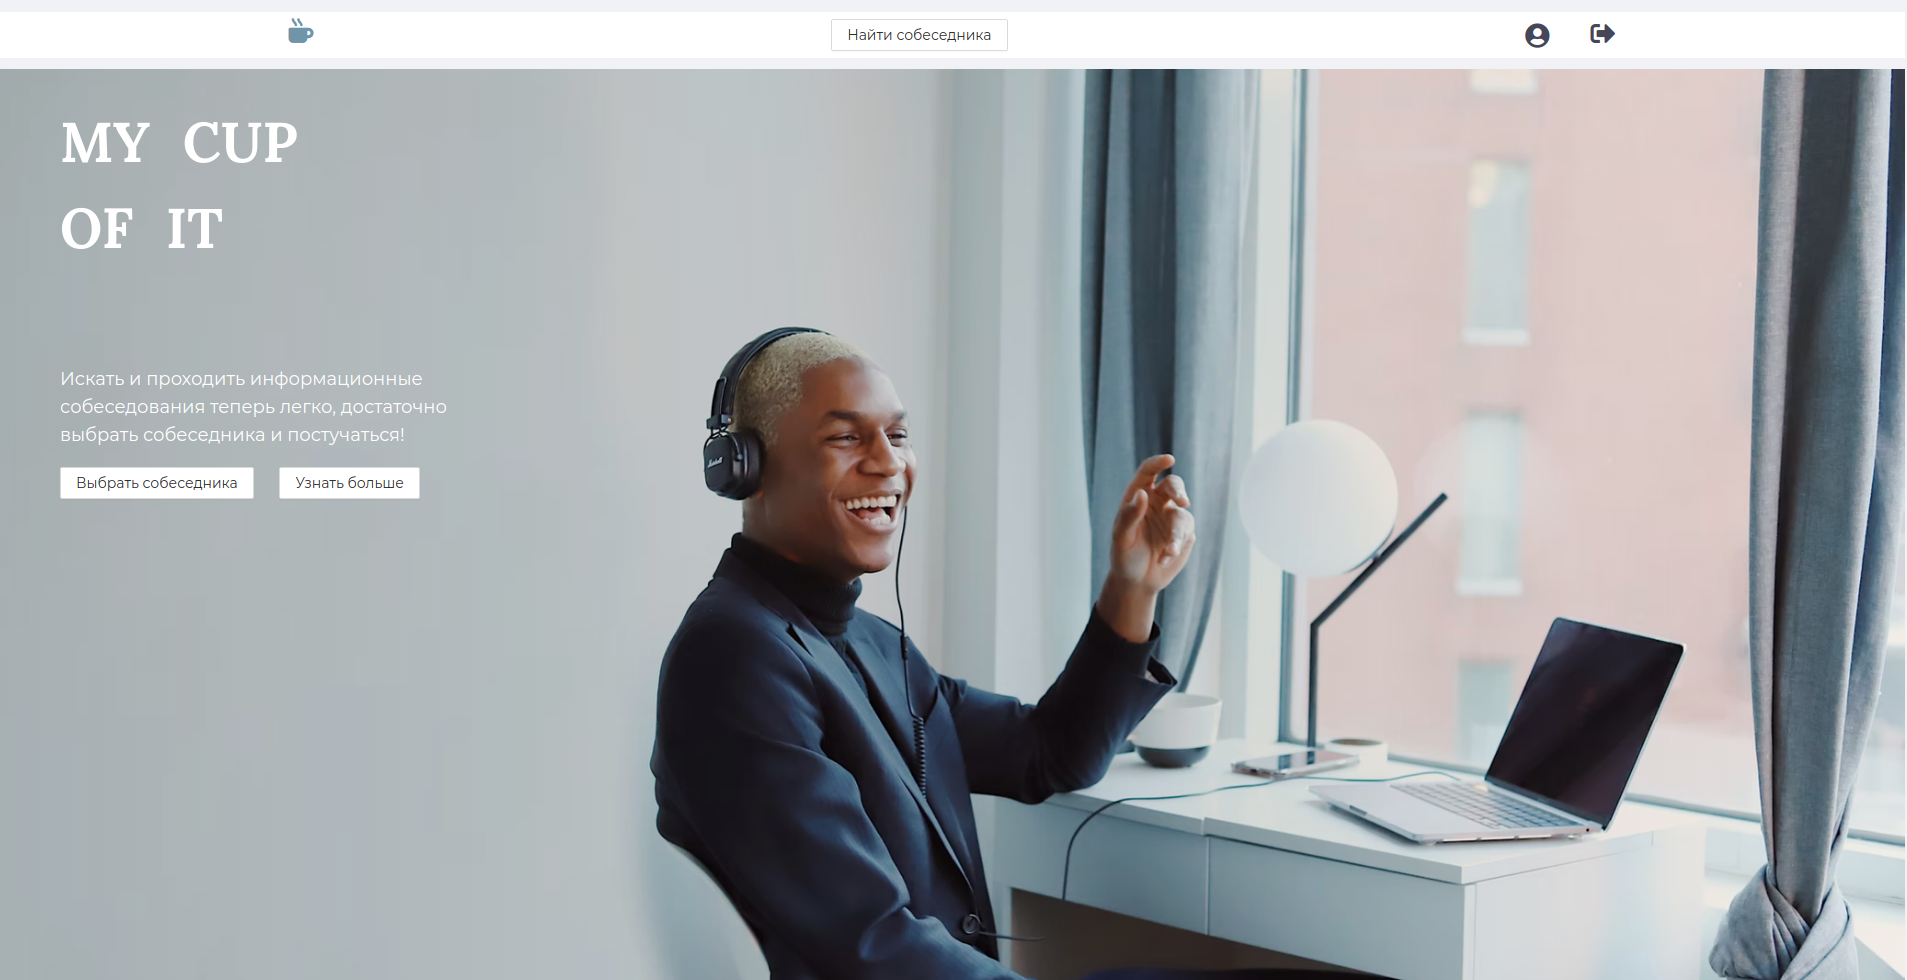 Найти собеседника
MY CUP
OF IT
Искать и проходить информационные
собеседования теперь легко, достаточно
выбрать собеседника и постучаться!
Выбрать собеседника
Узнать больше
Marshall